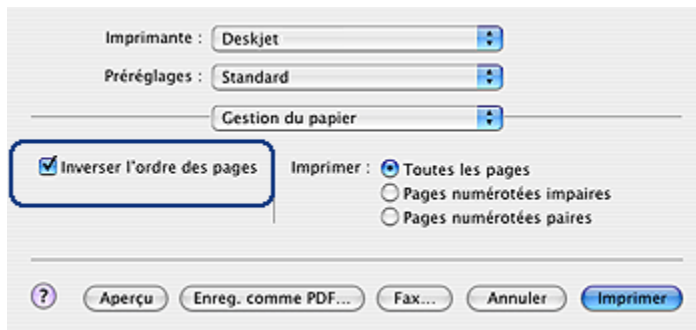 Imprimante : Deskjet
Préréglages : Standard
Gestion du papier
Inverser l'ordre des pages
Imprimer : Toutes les pages
Pages numérotées impaires
Pages numérotées paires
? Aperçu Enreg. comme PDF... Fax... Annuler Imprimer